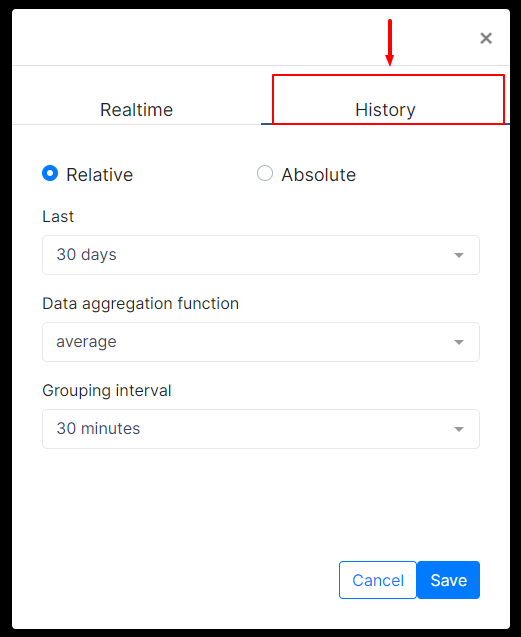 ×
Realtime
History
Relative
Absolute
Last
30 days
Data aggregation function
average
Grouping interval
30 minutes
Cancel
Save